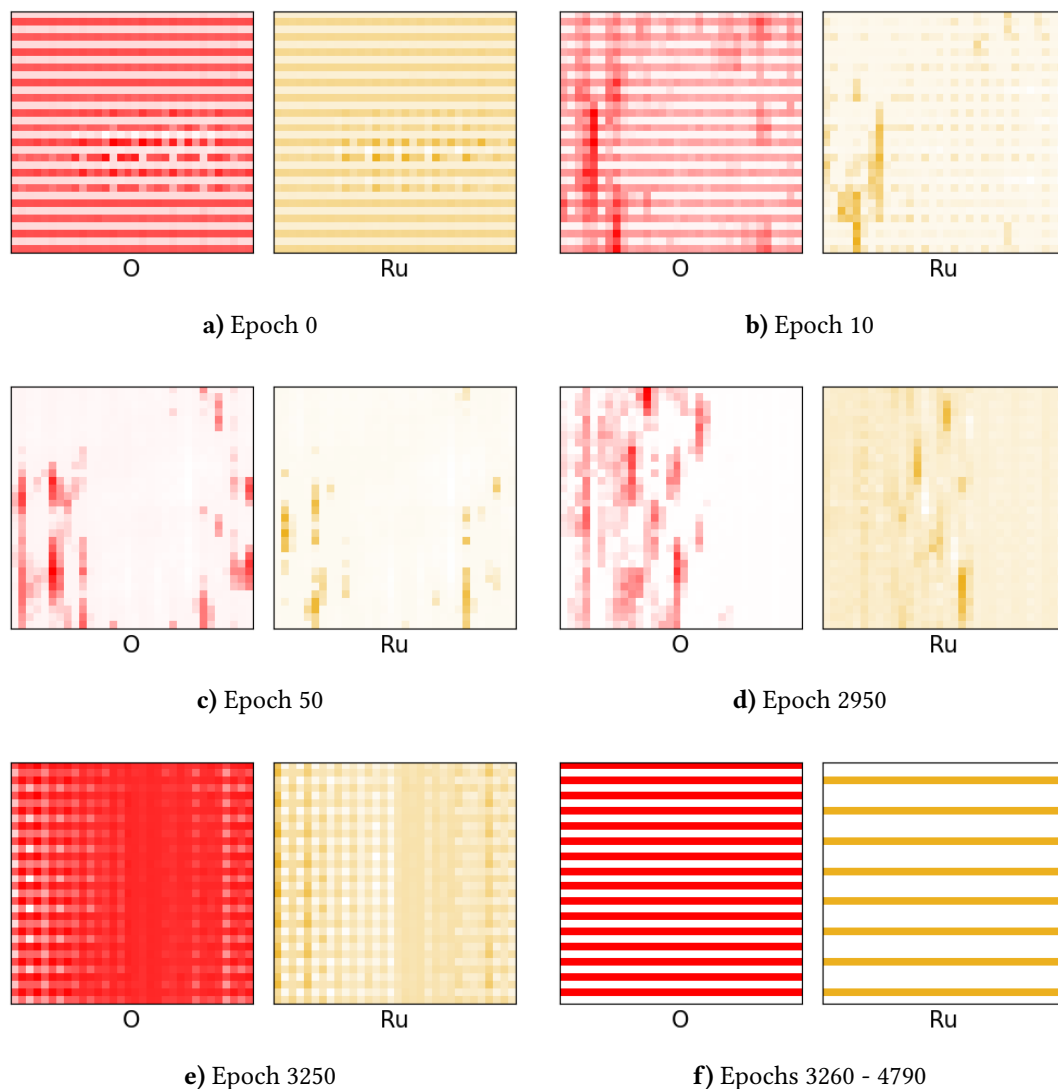 O Ru O Ru
a) Epoch 0 b) Epoch 10
O Ru O Ru
c) Epoch 50 d) Epoch 2950
O Ru O Ru
e) Epoch 3250 f) Epochs 3260 - 4790